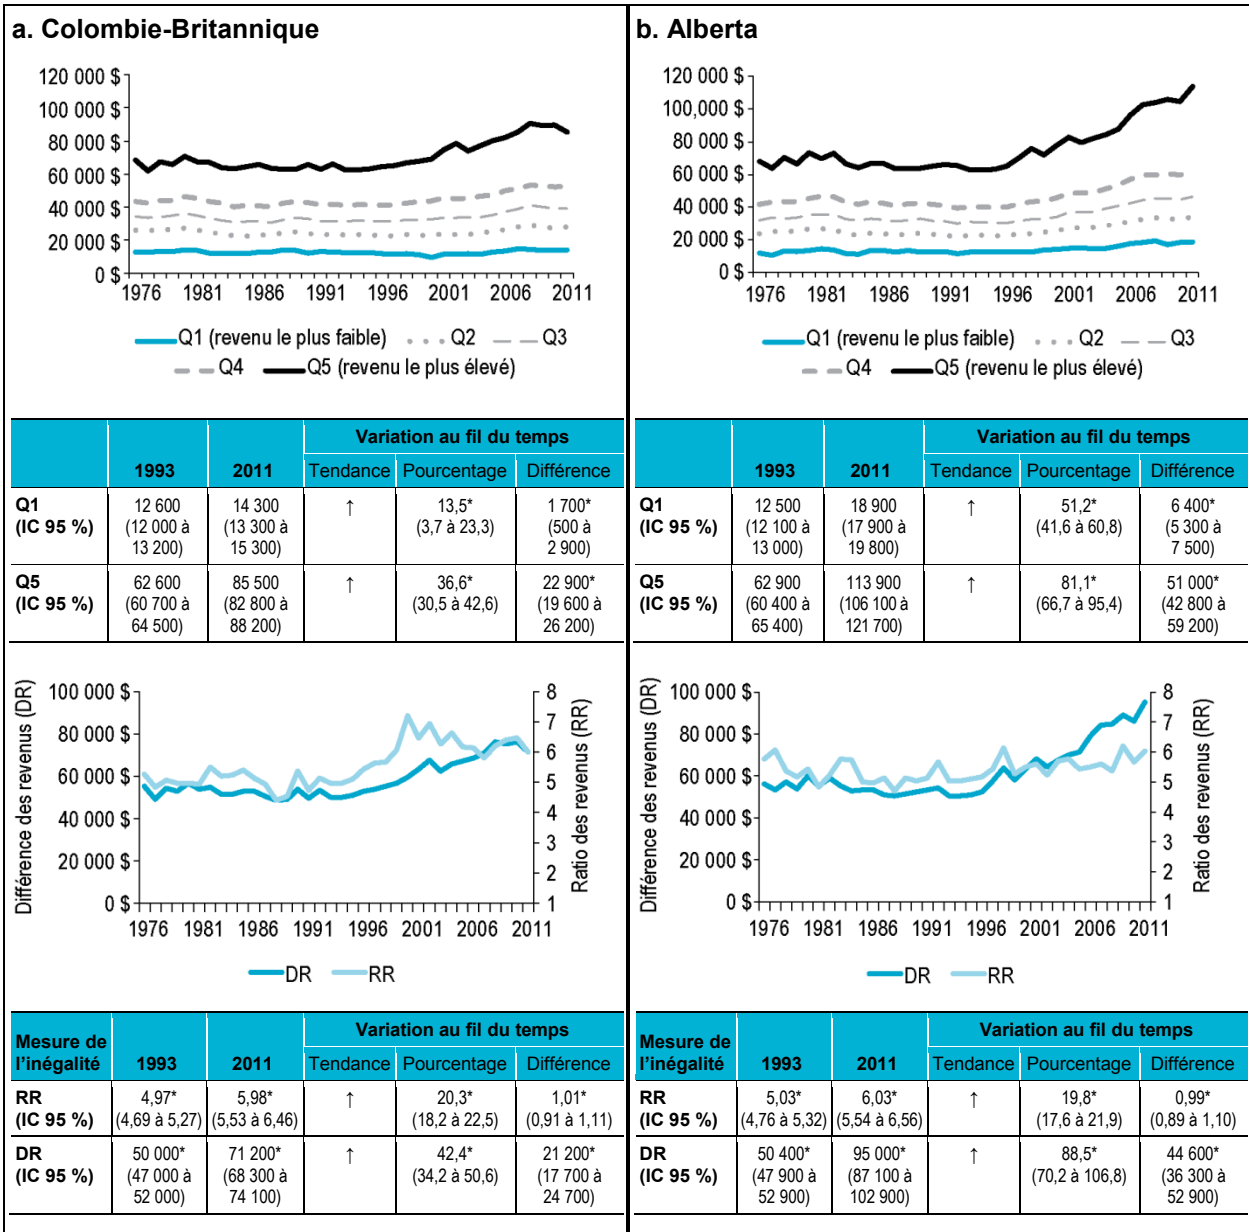 a. Colombie-Britannique
120 000 $
100 000 $
80 000 $
60 000 $
40 000 $
20 000 $
0 $
1976 1981 1986 1991 1996 2001 2006 2011
Q1 (revenu le plus faible) Q2 Q3
Q4 Q5 (revenu le plus élevé)
Variation au fil du temps
1993 2011 Tendance Pourcentage Différence
Q1 12 600 14 300 ↑ 13,5* 1 700*
(IC 95 %) (12 000 à (13 300 à (3,7 à 23,3) (500 à
13 200) 15 300) 2 900)
Q5 62 600 85 500 ↑ 36,6* 22 900*
(IC 95 %) (60 700 à (82 800 à (30,5 à 42,6) (19 600 à
64 500) 88 200) 26 200)
Différence des revenus (DR)
100 000 $
80 000 $
60 000 $
40 000 $
20 000 $
0 $
8
7
6
5
4
3
2
1
Ratio des revenus (RR)
1976 1981 1986 1991 1996 2001 2006 2011
DR RR
Mesure de l'inégalité 1993 2011 Variation au fil du temps
Tendance Pourcentage Différence
RR 4,97* 5,98* ↑ 20,3* 1,01*
(IC 95 %) (4,69 à 5,27) (5,53 à 6,46) (18,2 à 22,5) (0,91 à 1,11)
DR 50 000* 71 200* ↑ 42,4* 21 200*
(IC 95 %) (47 000 à (68 300 à (34,2 à 50,6) (17 700 à
52 000) 74 100) 24 700)
b. Alberta
120 000 $
100,000 $
80 000 $
60 000 $
40 000 $
20 000 $
0 $
1976 1981 1986 1991 1996 2001 2006 2011
Q1 (revenu le plus faible) Q2 Q3
Q4 Q5 (revenu le plus élevé)
Variation au fil du temps
1993 2011 Tendance Pourcentage Différence
Q1 12 500 18 900 ↑ 51,2* 6 400*
(IC 95 %) (12 100 à (17 900 à (41,6 à 60,8) (5 300 à
13 000) 19 800) 7 500)
Q5 62 900 113 900 ↑ 81,1* 51 000*
(IC 95 %) (60 400 à (106 100 à (66,7 à 95,4) (42 800 à
65 400) 121 700) 59 200)
Différence des revenus (DR)
100 000 $
80 000 $
60 000 $
40 000 $
20 000 $
0 $
8
7
6
5
4
3
2
1
Ratio des revenus (RR)
1976 1981 1986 1991 1996 2001 2006 2011
DR RR
Mesure de l'inégalité 1993 2011 Variation au fil du temps
Tendance Pourcentage Différence
RR 5,03* 6,03* ↑ 19,8* 0,99*
(IC 95 %) (4,76 à 5,32) (5,54 à 6,56) (17,6 à 21,9) (0,89 à 1,10)
DR 50 400* 95 000* ↑ 88,5* 44 600*
(IC 95 %) (47 900 à (87 100 à (70,2 à 106,8) (36 300 à
52 900) 102 900) 52 900)